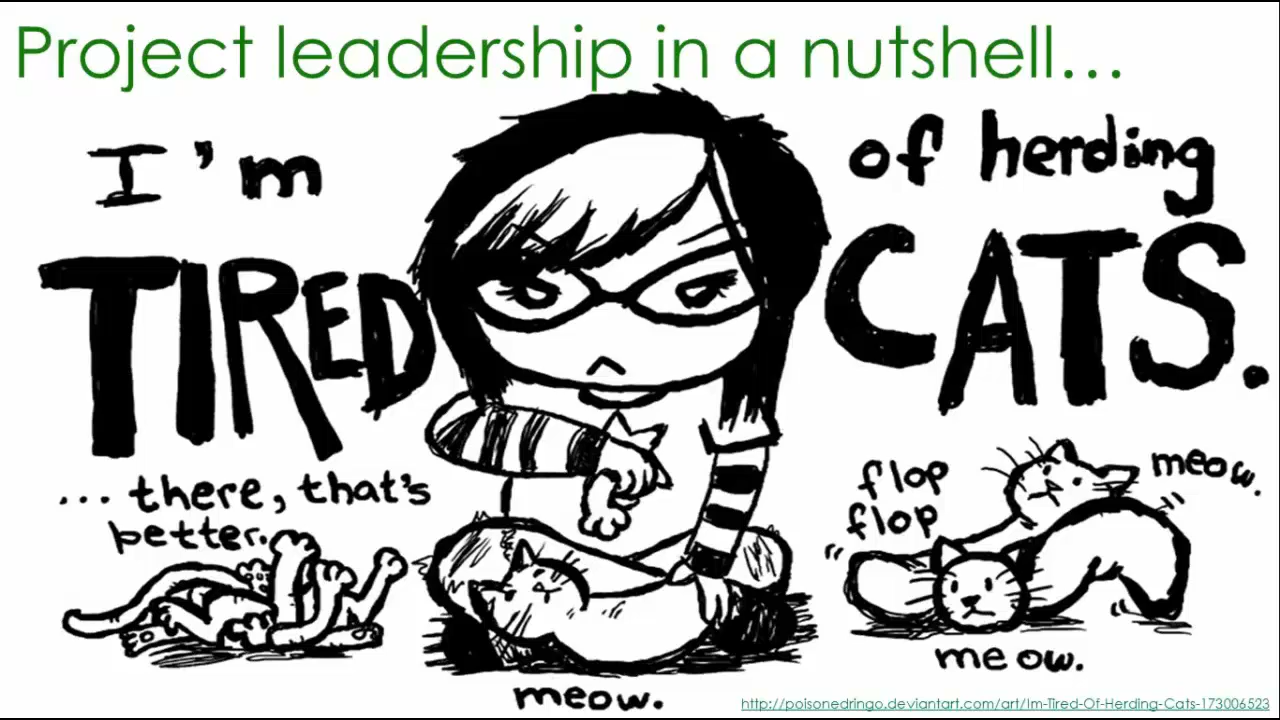 Project leadership in a nutshell...
I'm
TIRED
of herding
CATS.
... there, that's
better.
flop
flop
meow.
meow.
meow.
http://poisonedringo.deviantart.com/art/Im-Tired-Of-Herding-Cats-173006523